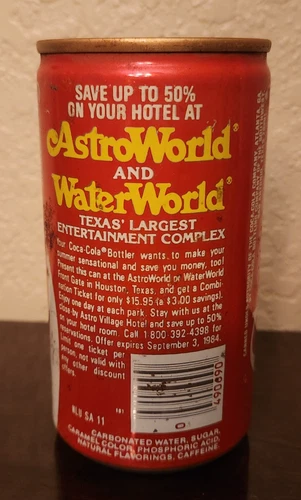 SAVE UP TO 50%
ON YOUR HOTEL AT
AstroWorld®
AND
WaterWorld®
TEXAS' LARGEST
ENTERTAINMENT COMPLEX
Your Coca-Cola® Bottler wants to make your
summer sensational and save you money, too!
Present this can at the AstroWorld or WaterWorld
Front Gate in Houston, Texas, and get a Combi-
nation Ticket for only $15.95 (a $3.00 savings).
Enjoy one day at each park. Stay with us at the
close-by Astro Village Hotel and save up to 50%
on your hotel room. Call 1 800 392-4398 for
reservations. Offer expires September 3, 1984.
Limit one ticket per
person, not valid with
any other discount
offers.
490690
BLU SA 11
CARBONATED WATER, SUGAR,
CARAMEL COLOR, PHOSPHORIC ACID,
NATURAL FLAVORINGS, CAFFEINE.